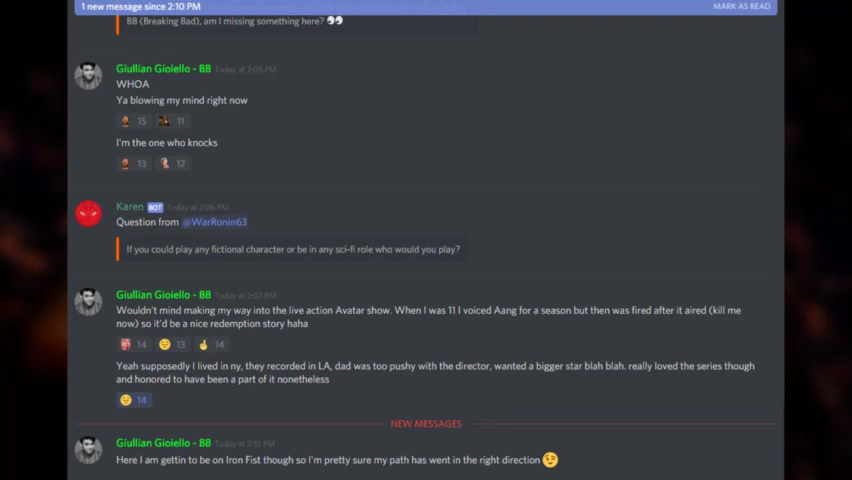 1 new message since 2:10 PM
MARK AS READ
BB (Breaking Bad), am I missing something here? 👀
Giullian Gioiello - BB Today at 2:05 PM
WHOA
Ya blowing my mind right now
15 11
I'm the one who knocks
13 12
Karen BOT Today at 2:06 PM
Question from @WarRonin63
If you could play any fictional character or be in any sci-fi role who would you play?
Giullian Gioiello - BB Today at 2:07 PM
Wouldn't mind making my way into the live action Avatar show. When I was 11 I voiced Aang for a season but then was fired after it aired (kill me
now) so it'd be a nice redemption story haha
14 13 14
Yeah supposedly I lived in ny, they recorded in LA, dad was too pushy with the director, wanted a bigger star blah blah. really loved the series though
and honored to have been a part of it nonetheless
14
NEW MESSAGES
Giullian Gioiello - BB Today at 2:10 PM
Here I am gettin to be on Iron Fist though so I'm pretty sure my path has went in the right direction 😉